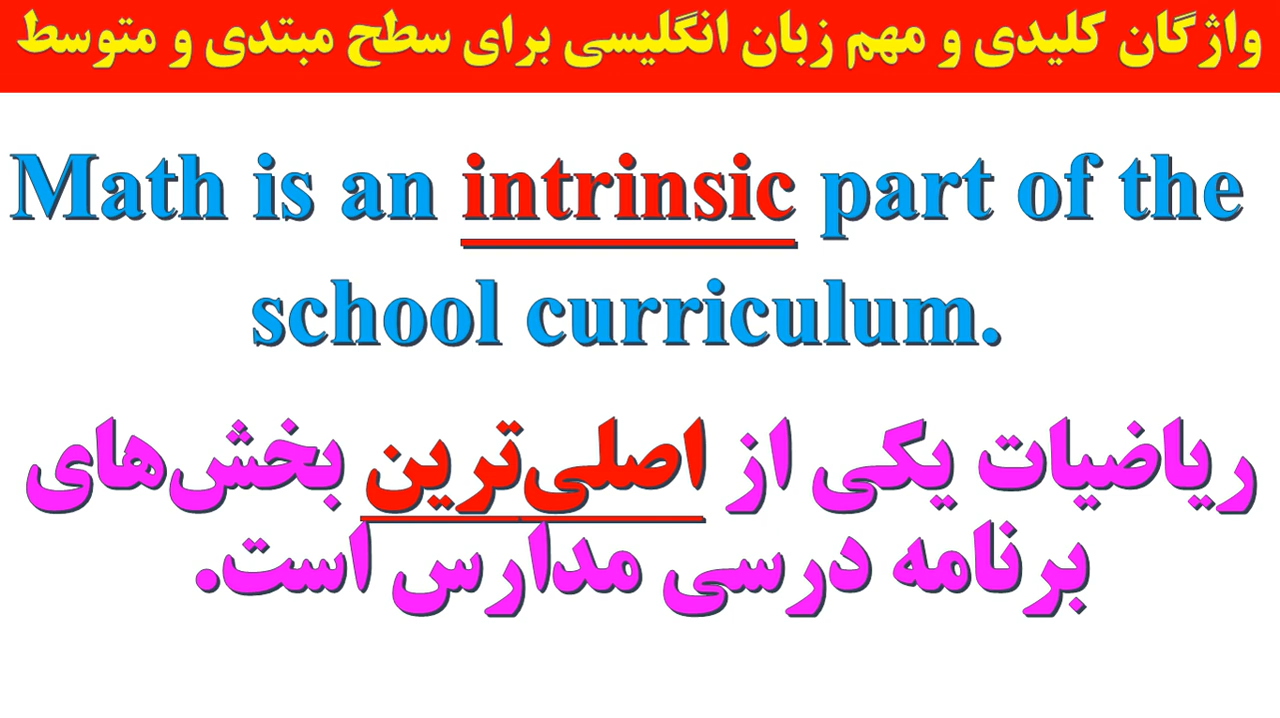 واژگان کلیدی و مهم زبان انگلیسی برای سطح مبتدی و متوسط
Math is an intrinsic part of the
school curriculum.
ریاضیات یکی از اصلی‌ترین بخش‌های
برنامه درسی مدارس است.